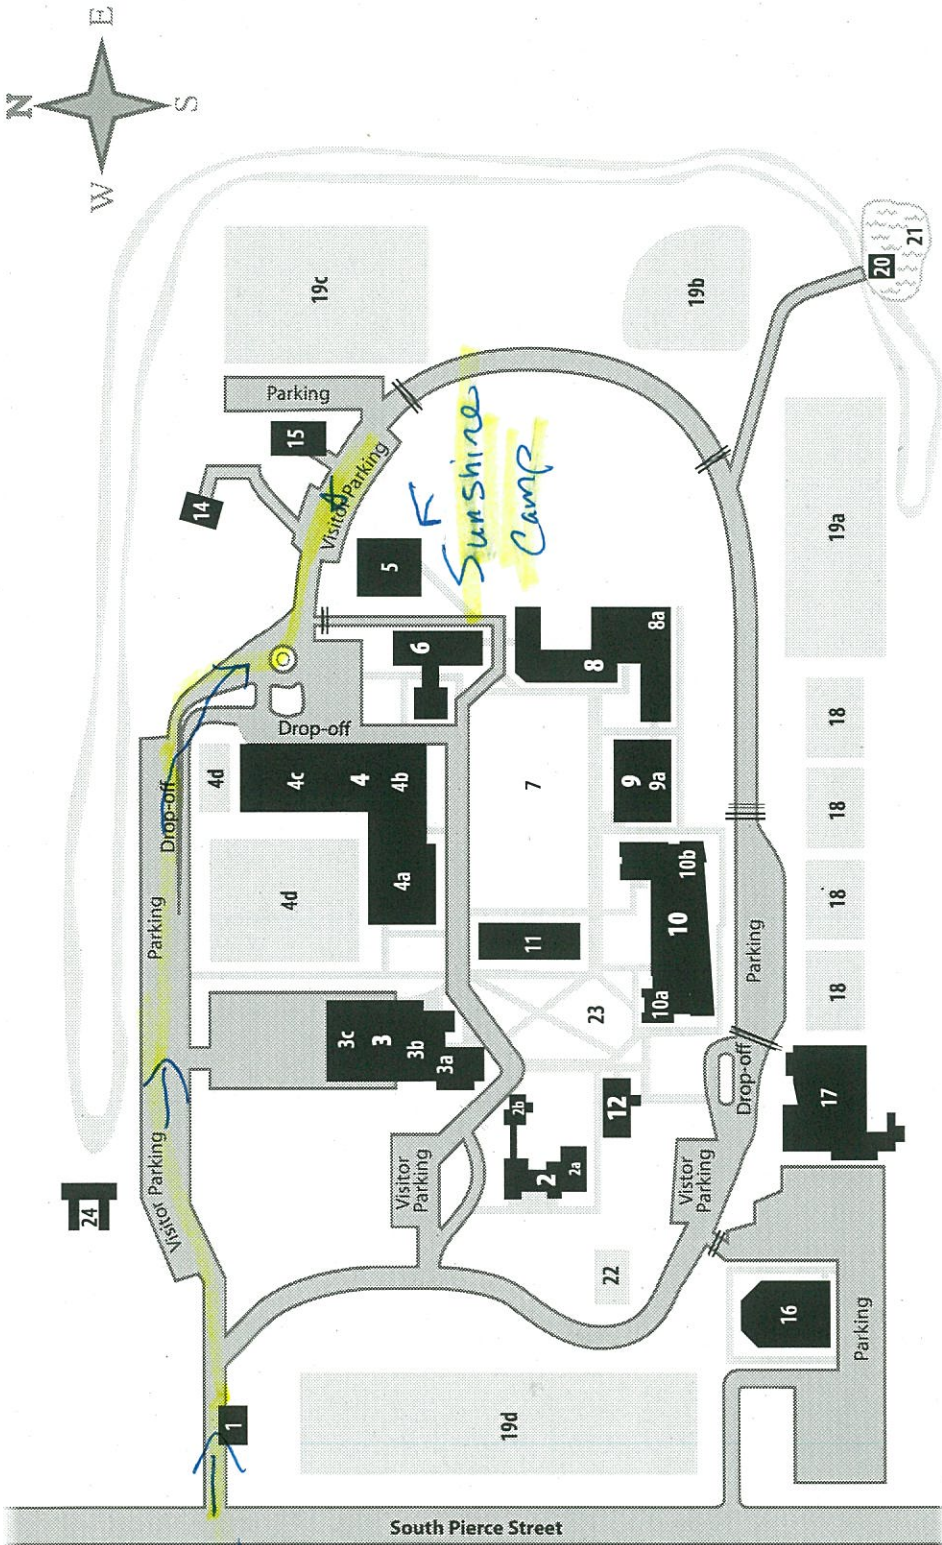 N
E
S
W
19c
19b
20
21
Parking
15
14
Visitor Parking
5
Sunshine
Camp
6
8
8a
19a
Drop-off
Drop-off
4d
4c
4
4b
4a
4d
7
9
9a
18
18
18
18
Parking
11
10
10a
10b
Parking
3c
3
3b
3a
23
Drop-off
17
12
2b
2
2a
Visitor Parking
24
Visitor
Parking
Vistor
Parking
22
16
Parking
1
19d
South Pierce Street